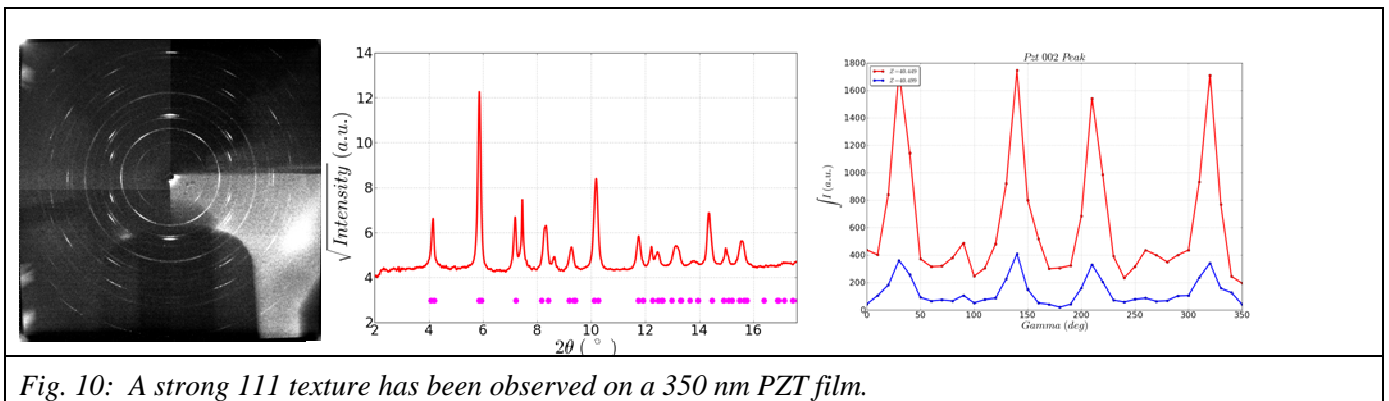 14
12
10
8
6
4
2
√Intensity (a.u.)
2 4 6 8 10 12 14 16
2θ (°)
Pzt 002 Peak
1800
1600
1400
1200
1000
800
600
400
200
0
∫I (a.u.)
0 50 100 150 200 250 300 350
Gamma (deg)
Fig. 10: A strong 111 texture has been observed on a 350 nm PZT film.